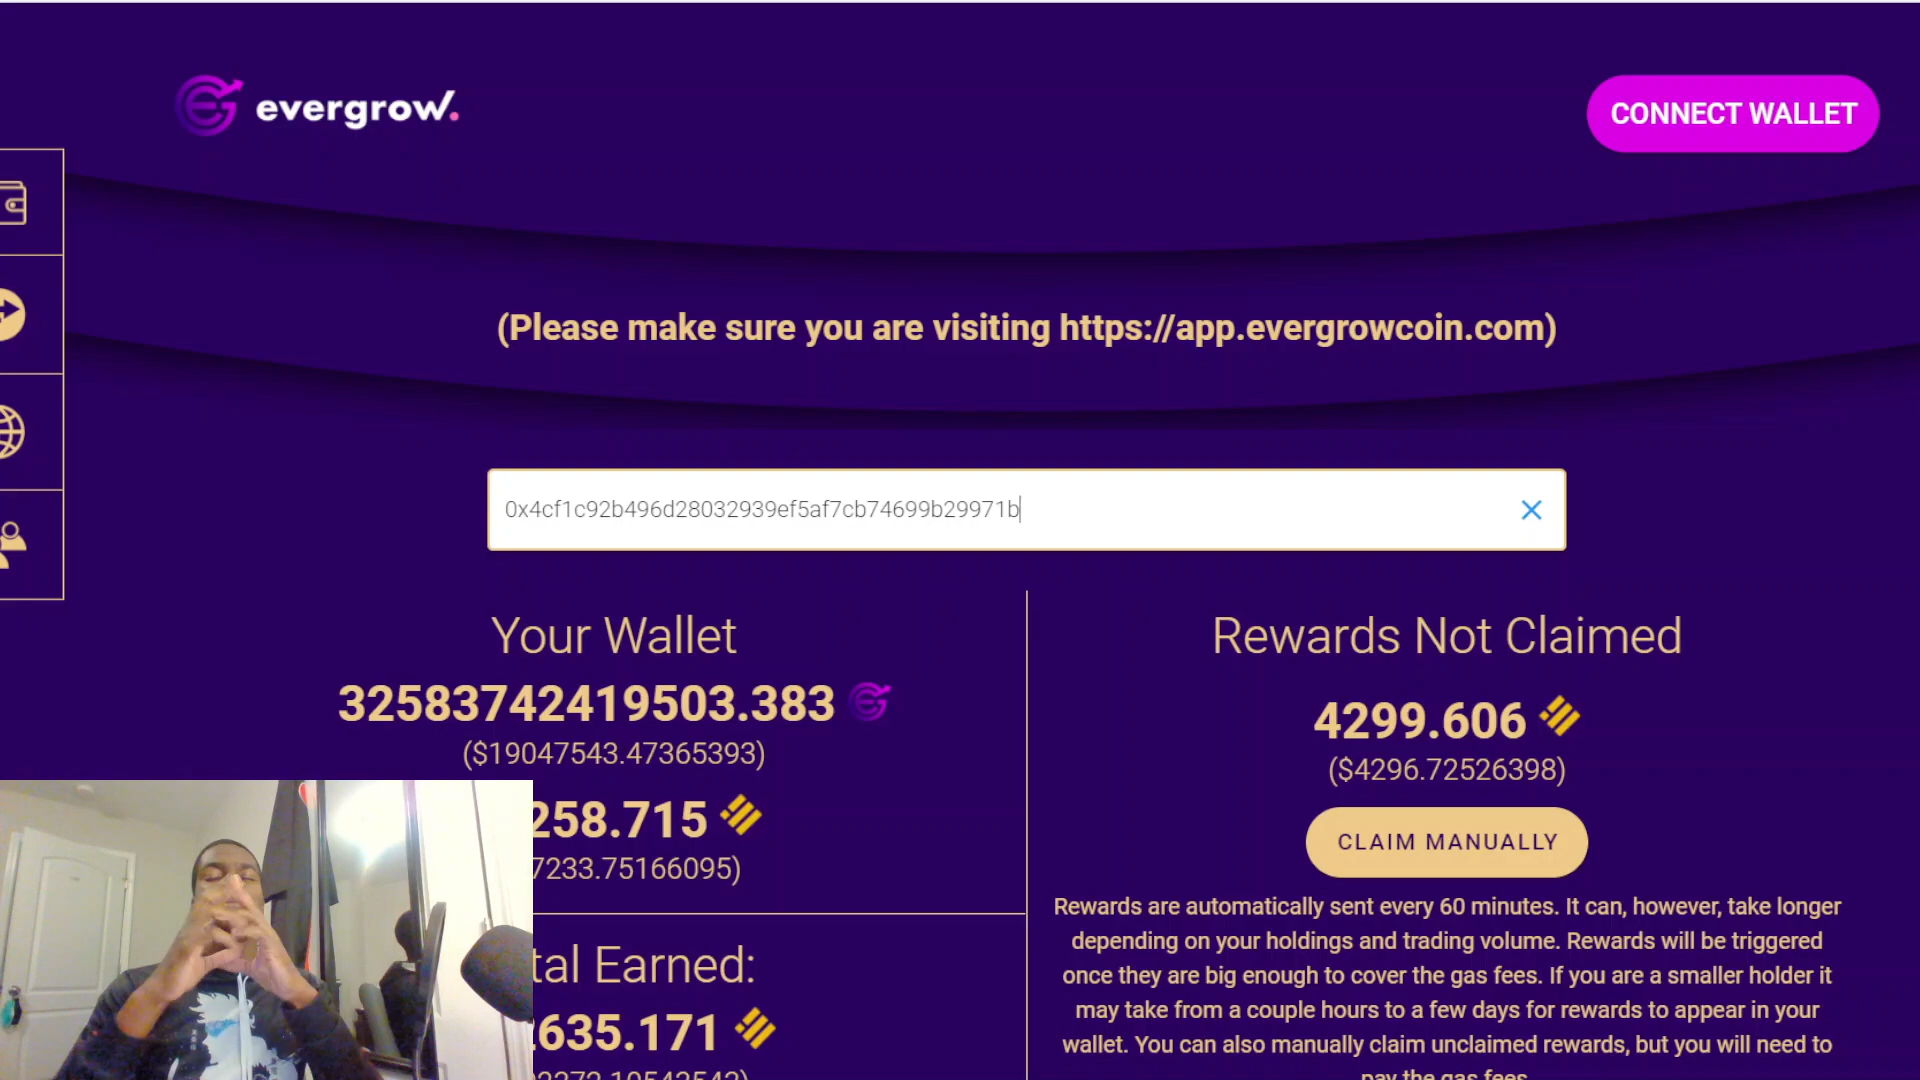 evergrow.
CONNECT WALLET
(Please make sure you are visiting https://app.evergrowcoin.com)
0x4cf1c92b496d28032939ef5af7cb74699b29971b
Your Wallet
32583742419503.383
($19047543.47365393)
258.715
7233.75166095)
tal Earned:
635.171
Rewards Not Claimed
4299.606
($4296.72526398)
CLAIM MANUALLY
Rewards are automatically sent every 60 minutes. It can, however, take longer
depending on your holdings and trading volume. Rewards will be triggered
once they are big enough to cover the gas fees. If you are a smaller holder it
may take from a couple hours to a few days for rewards to appear in your
wallet. You can also manually claim unclaimed rewards, but you will need to
pay the gas fees